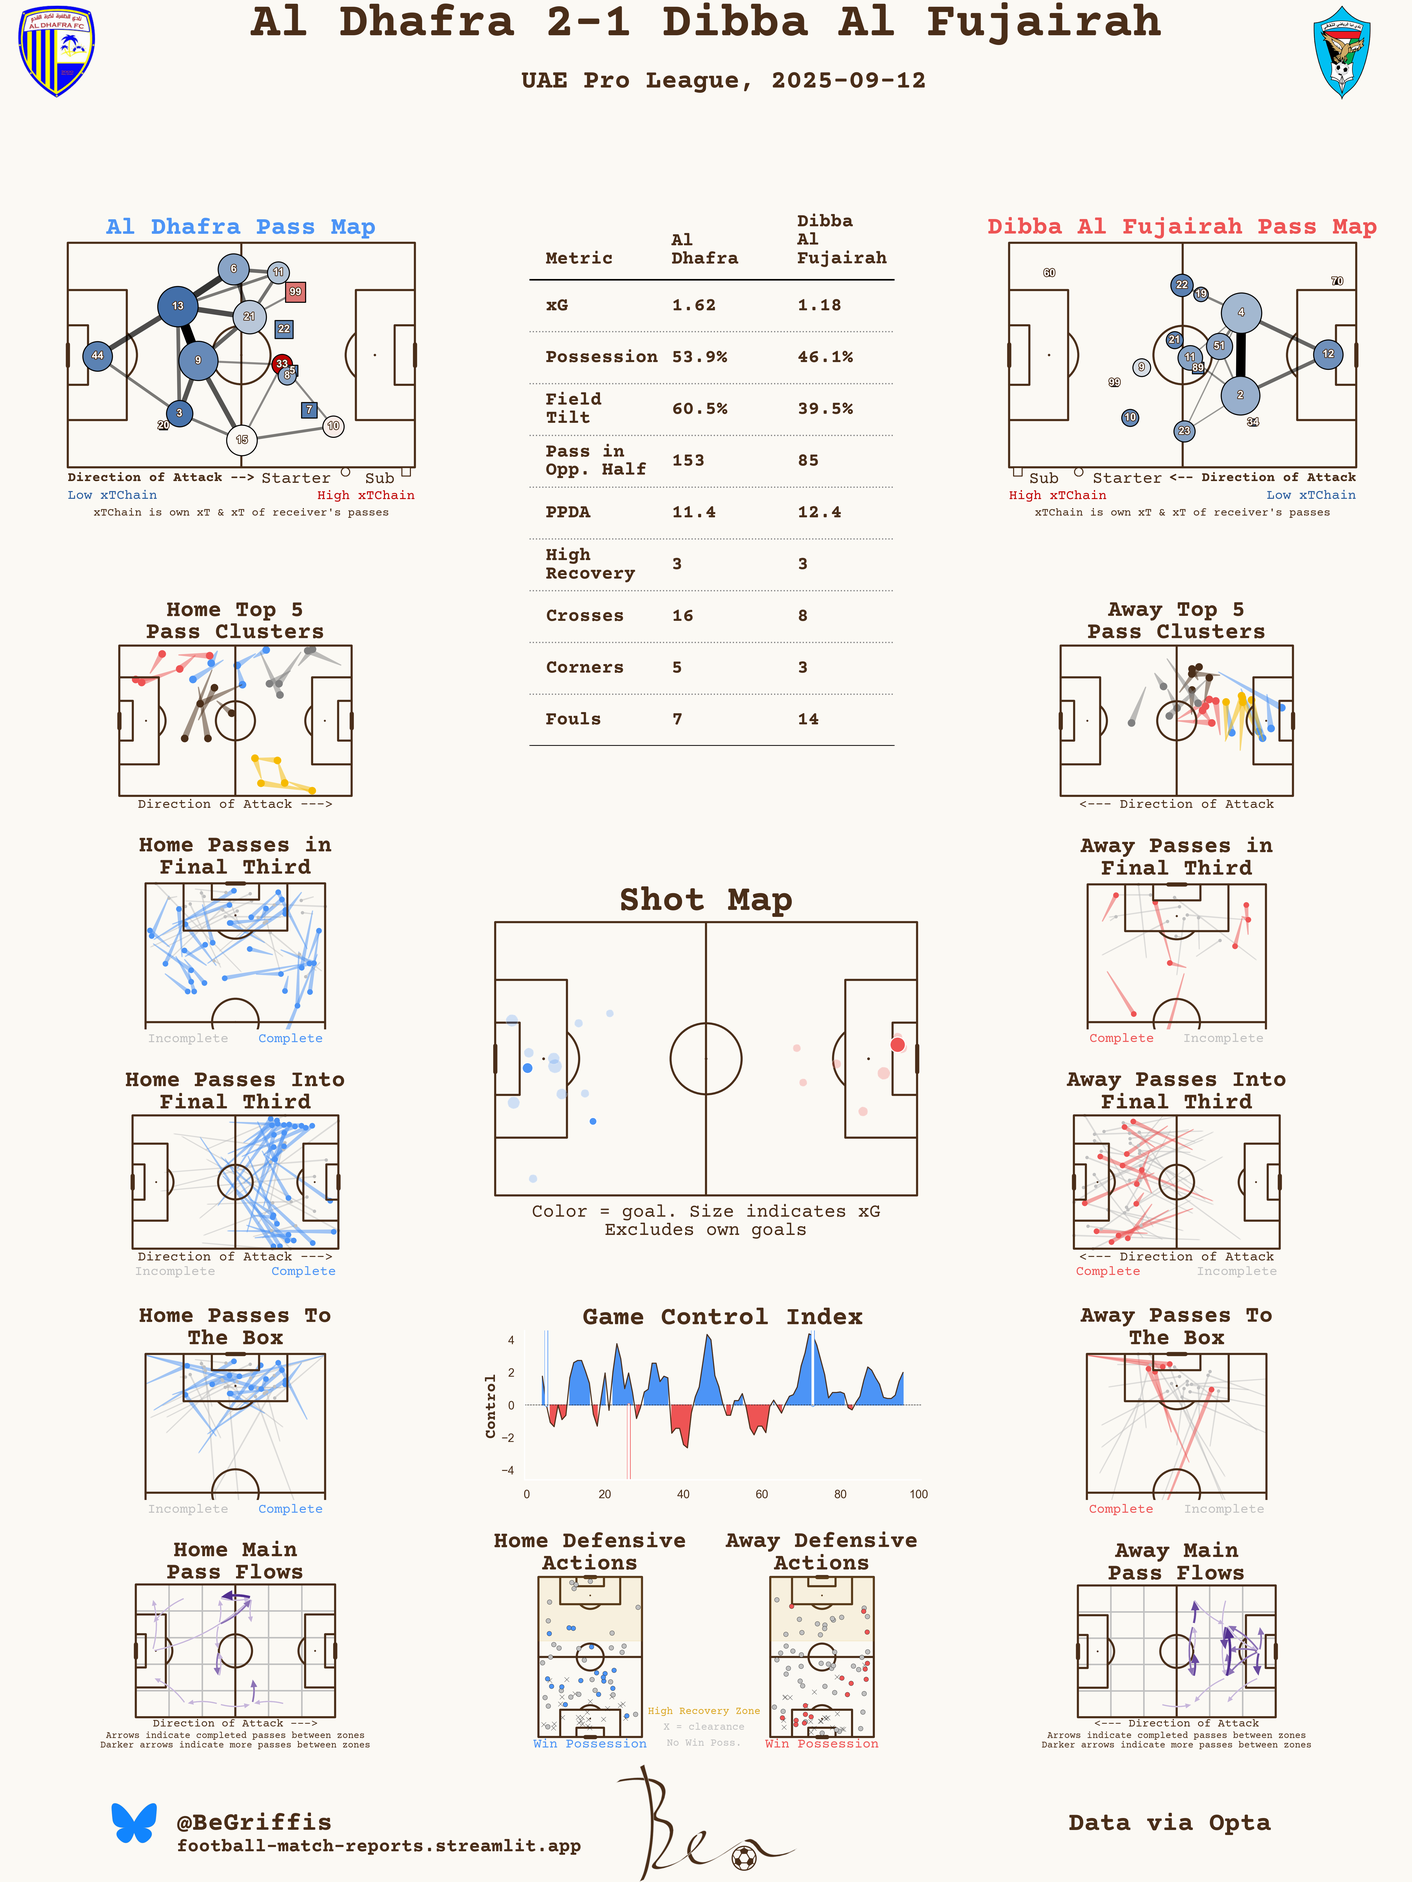 Al Dhafra 2-1 Dibba Al Fujairah
UAE Pro League, 2025-09-12
AL DHAFRA FC
Al Dhafra Pass Map
6
11
99
13
21
22
44
9
33
5
8
7
3
20
15
10
Direction of Attack -->
Starter
Sub
Low xTChain
High xTChain
xTChain is own xT & xT of receiver's passes
Metric
Al Dhafra
Dibba Al Fujairah
xG 1.62 1.18
Possession 53.9% 46.1%
Field Tilt 60.5% 39.5%
Pass in Opp. Half 153 85
PPDA 11.4 12.4
High Recovery 3 3
Crosses 16 8
Corners 5 3
Fouls 7 14
Dibba Al Fujairah Pass Map
60
70
22
19
4
21
51
11
89
12
9
99
2
10
34
23
Sub
Starter
<-- Direction of Attack
High xTChain
Low xTChain
xTChain is own xT & xT of receiver's passes
Home Top 5
Pass Clusters
Direction of Attack --->
Away Top 5
Pass Clusters
<--- Direction of Attack
Home Passes in
Final Third
Incomplete
Complete
Shot Map
Color = goal. Size indicates xG
Excludes own goals
Away Passes in
Final Third
Complete
Incomplete
Home Passes Into
Final Third
Direction of Attack --->
Incomplete
Complete
Away Passes Into
Final Third
<--- Direction of Attack
Complete
Incomplete
Home Passes To
The Box
Incomplete
Complete
Game Control Index
Control
4
2
0
−2
−4
0
20
40
60
80
100
Away Passes To
The Box
Complete
Incomplete
Home Main
Pass Flows
Direction of Attack --->
Arrows indicate completed passes between zones
Darker arrows indicate more passes between zones
Home Defensive
Actions
Win Possession
High Recovery Zone
X = clearance
No Win Poss.
Away Defensive
Actions
Win Possession
Away Main
Pass Flows
<--- Direction of Attack
Arrows indicate completed passes between zones
Darker arrows indicate more passes between zones
@BeGriffis
football-match-reports.streamlit.app
Ben
Data via Opta